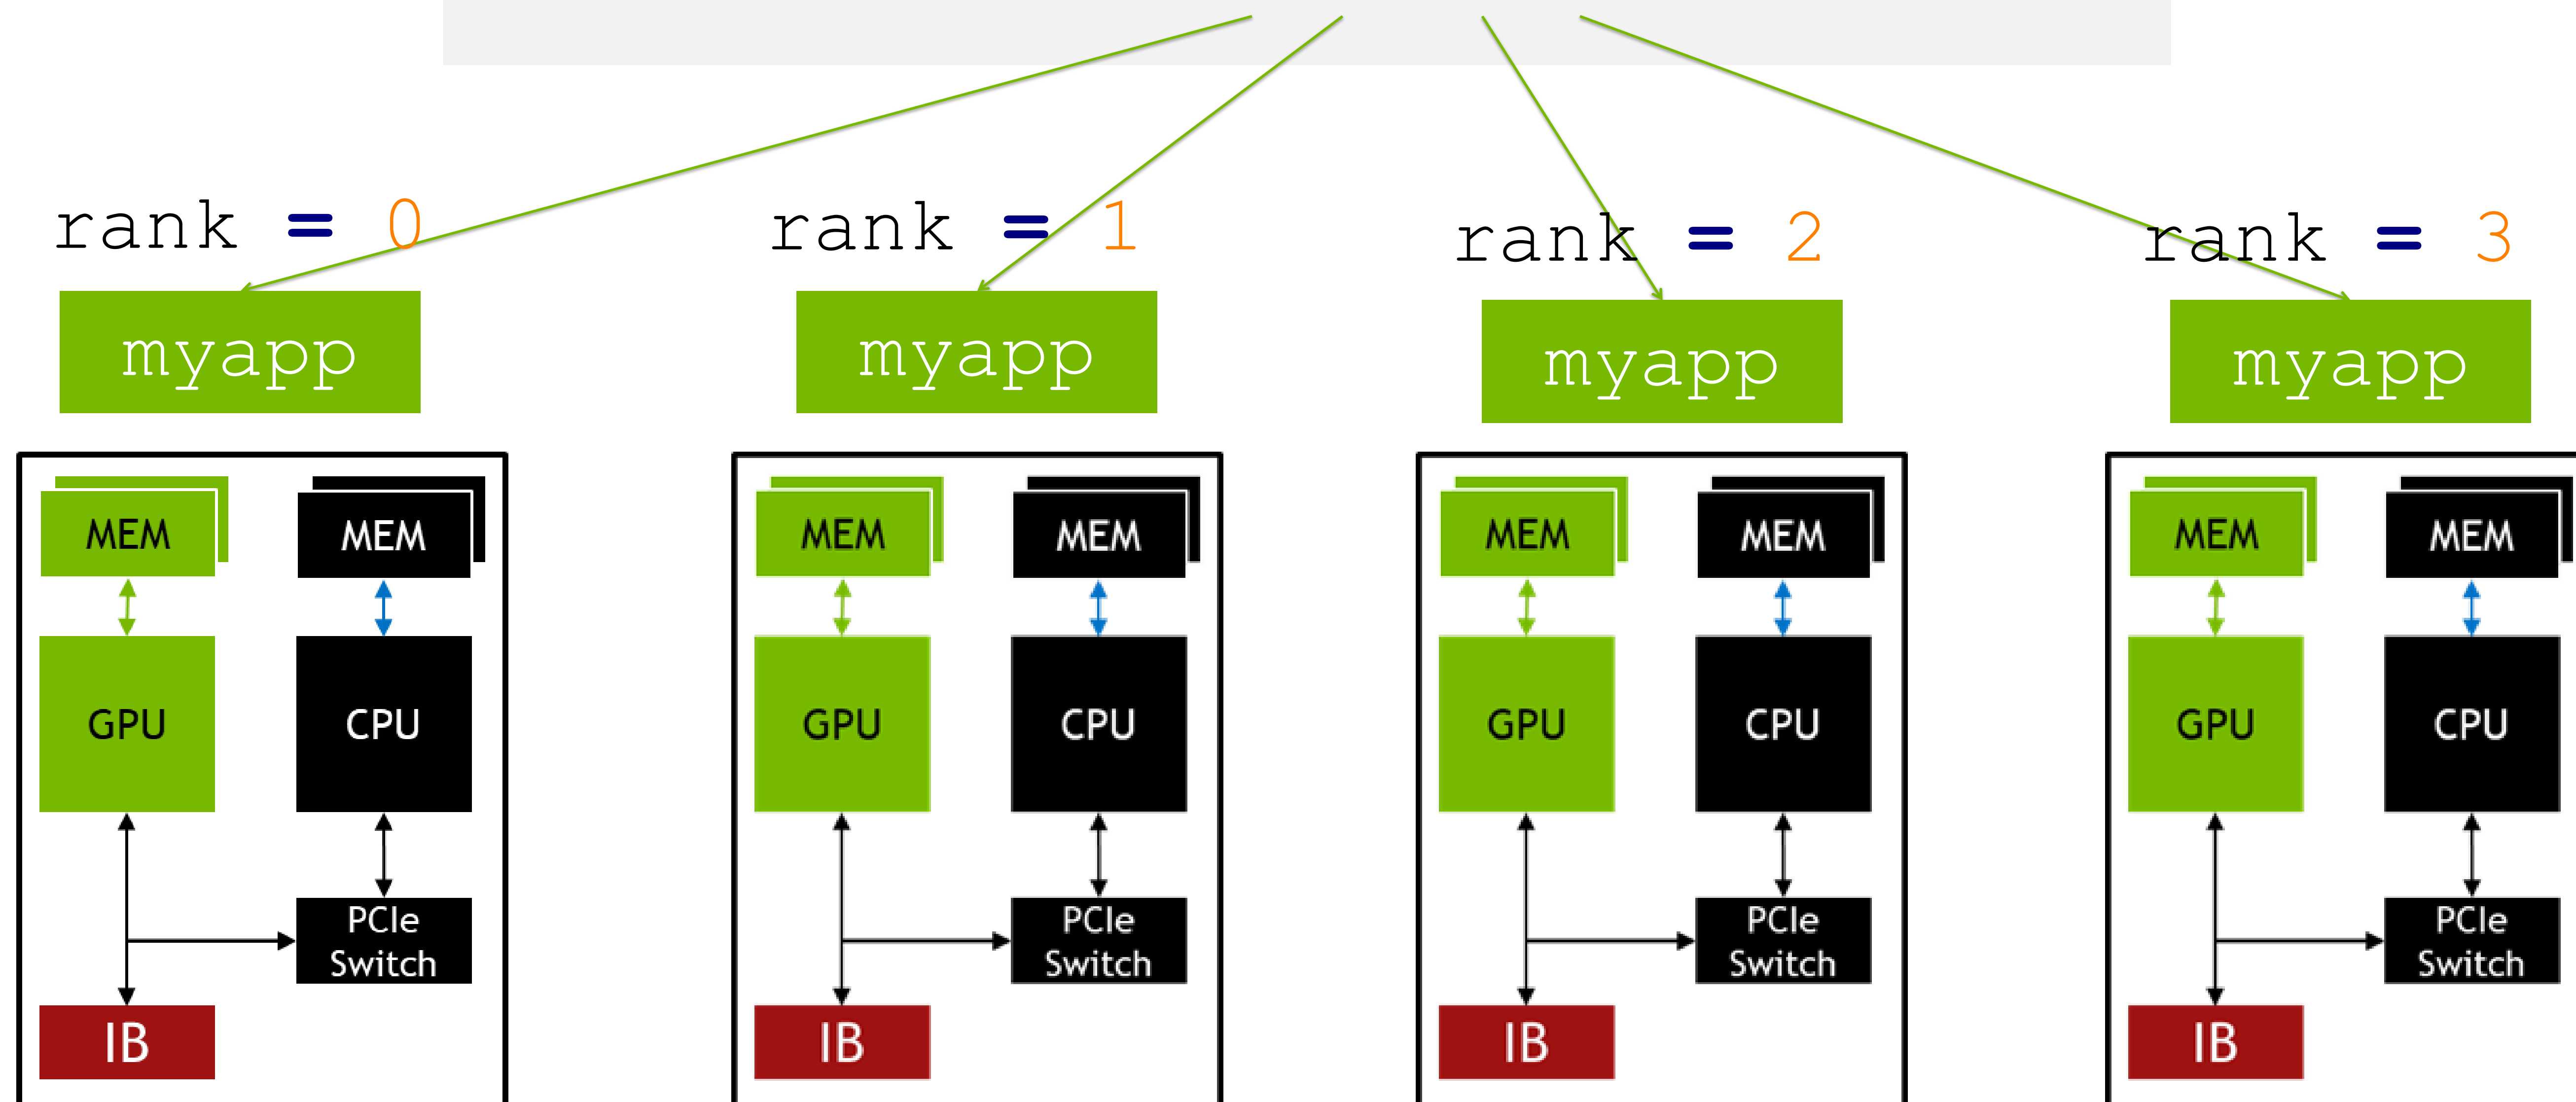 rank = 0
rank = 1
rank = 2
rank = 3
myapp
myapp
myapp
myapp
MEM
MEM
MEM
MEM
MEM
MEM
MEM
MEM
GPU
CPU
GPU
CPU
GPU
CPU
GPU
CPU
PCIe
Switch
PCIe
Switch
PCIe
Switch
PCIe
Switch
IB
IB
IB
IB